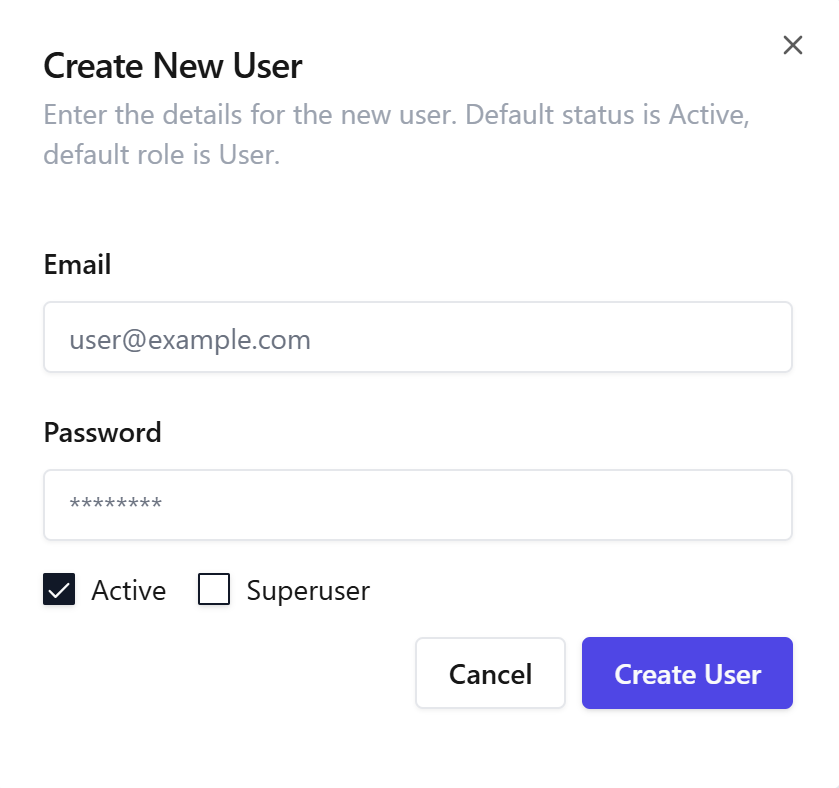 Create New User
Enter the details for the new user. Default status is Active,
default role is User.
Email
user@example.com
Password
********
Active Superuser
Cancel Create User